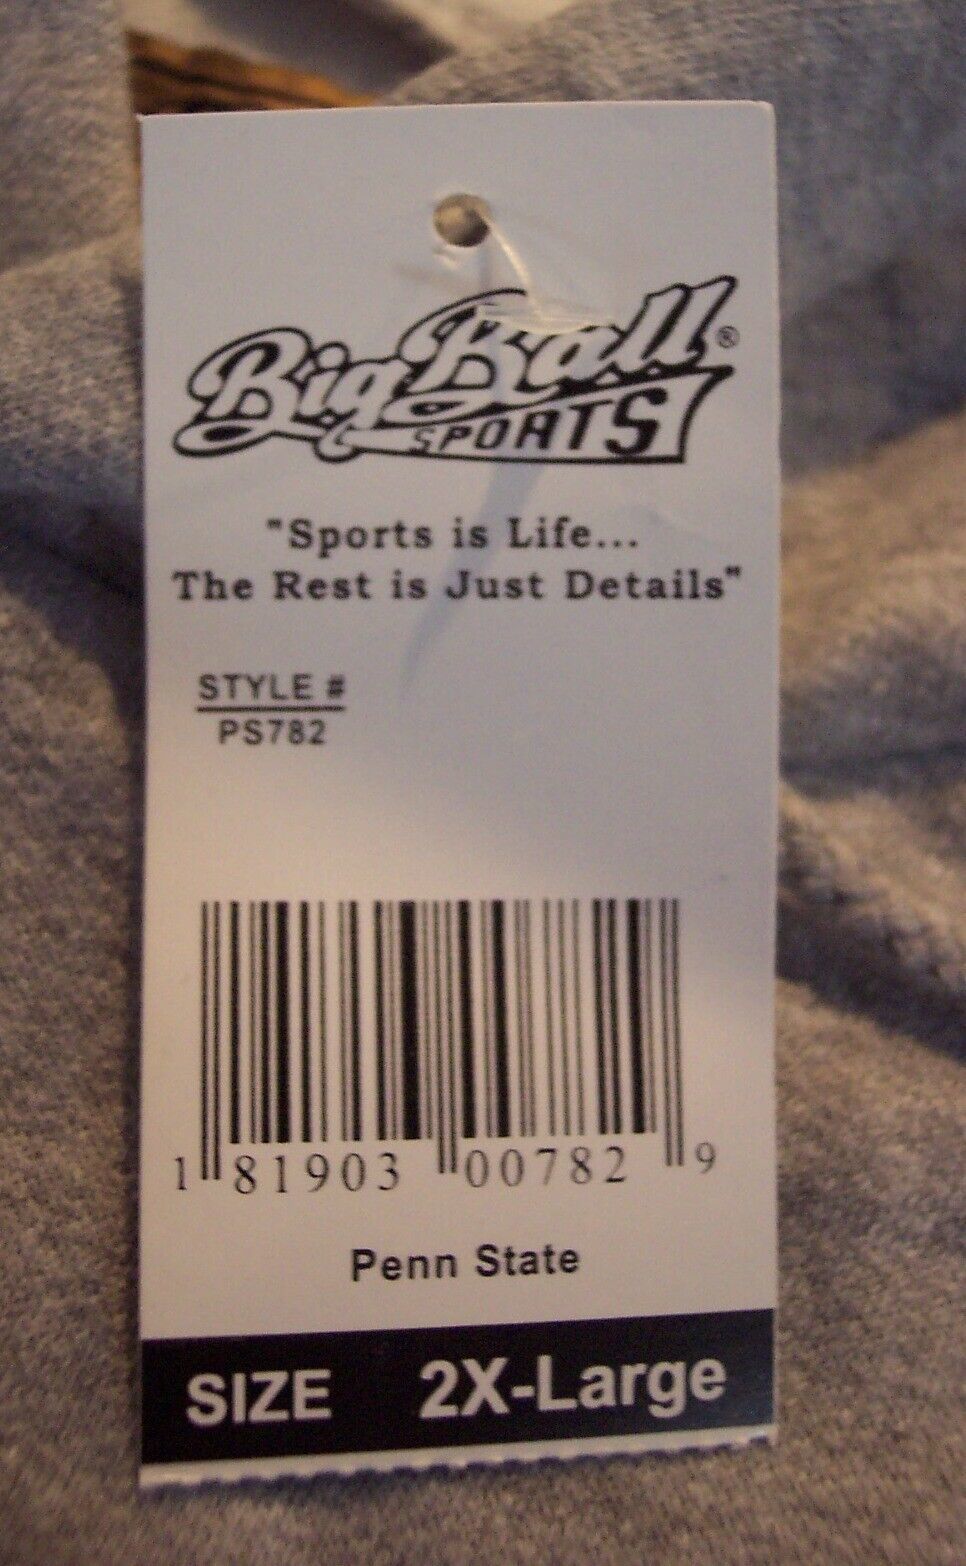 Big Ball
SPORTS
®
"Sports is Life...
The Rest is Just Details"
STYLE #
PS782
1 81903 00782 9
Penn State
SIZE 2X-Large